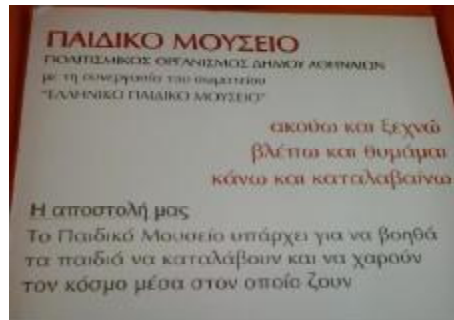 ΠΑΙΔΙΚΟ ΜΟΥΣΕΙΟ
ΠΟΛΙΤΙΣΜΙΚΟΣ ΟΡΓΑΝΙΣΜΟΣ ΔΗΜΟΥ ΑΘΗΝΑΙΩΝ
με τη συνεργασία του σωματείου
"ΕΛΛΗΝΙΚΟ ΠΑΙΔΙΚΟ ΜΟΥΣΕΙΟ"
ακούω και ξεχνώ
βλέπω και θυμάμαι
κάνω και καταλαβαίνω
Η αποστολή μας
Το Παιδικό Μουσείο υπάρχει για να βοηθά
τα παιδιά να καταλάβουν και να χαρούν
τον κόσμο μέσα στον οποίο ζουν